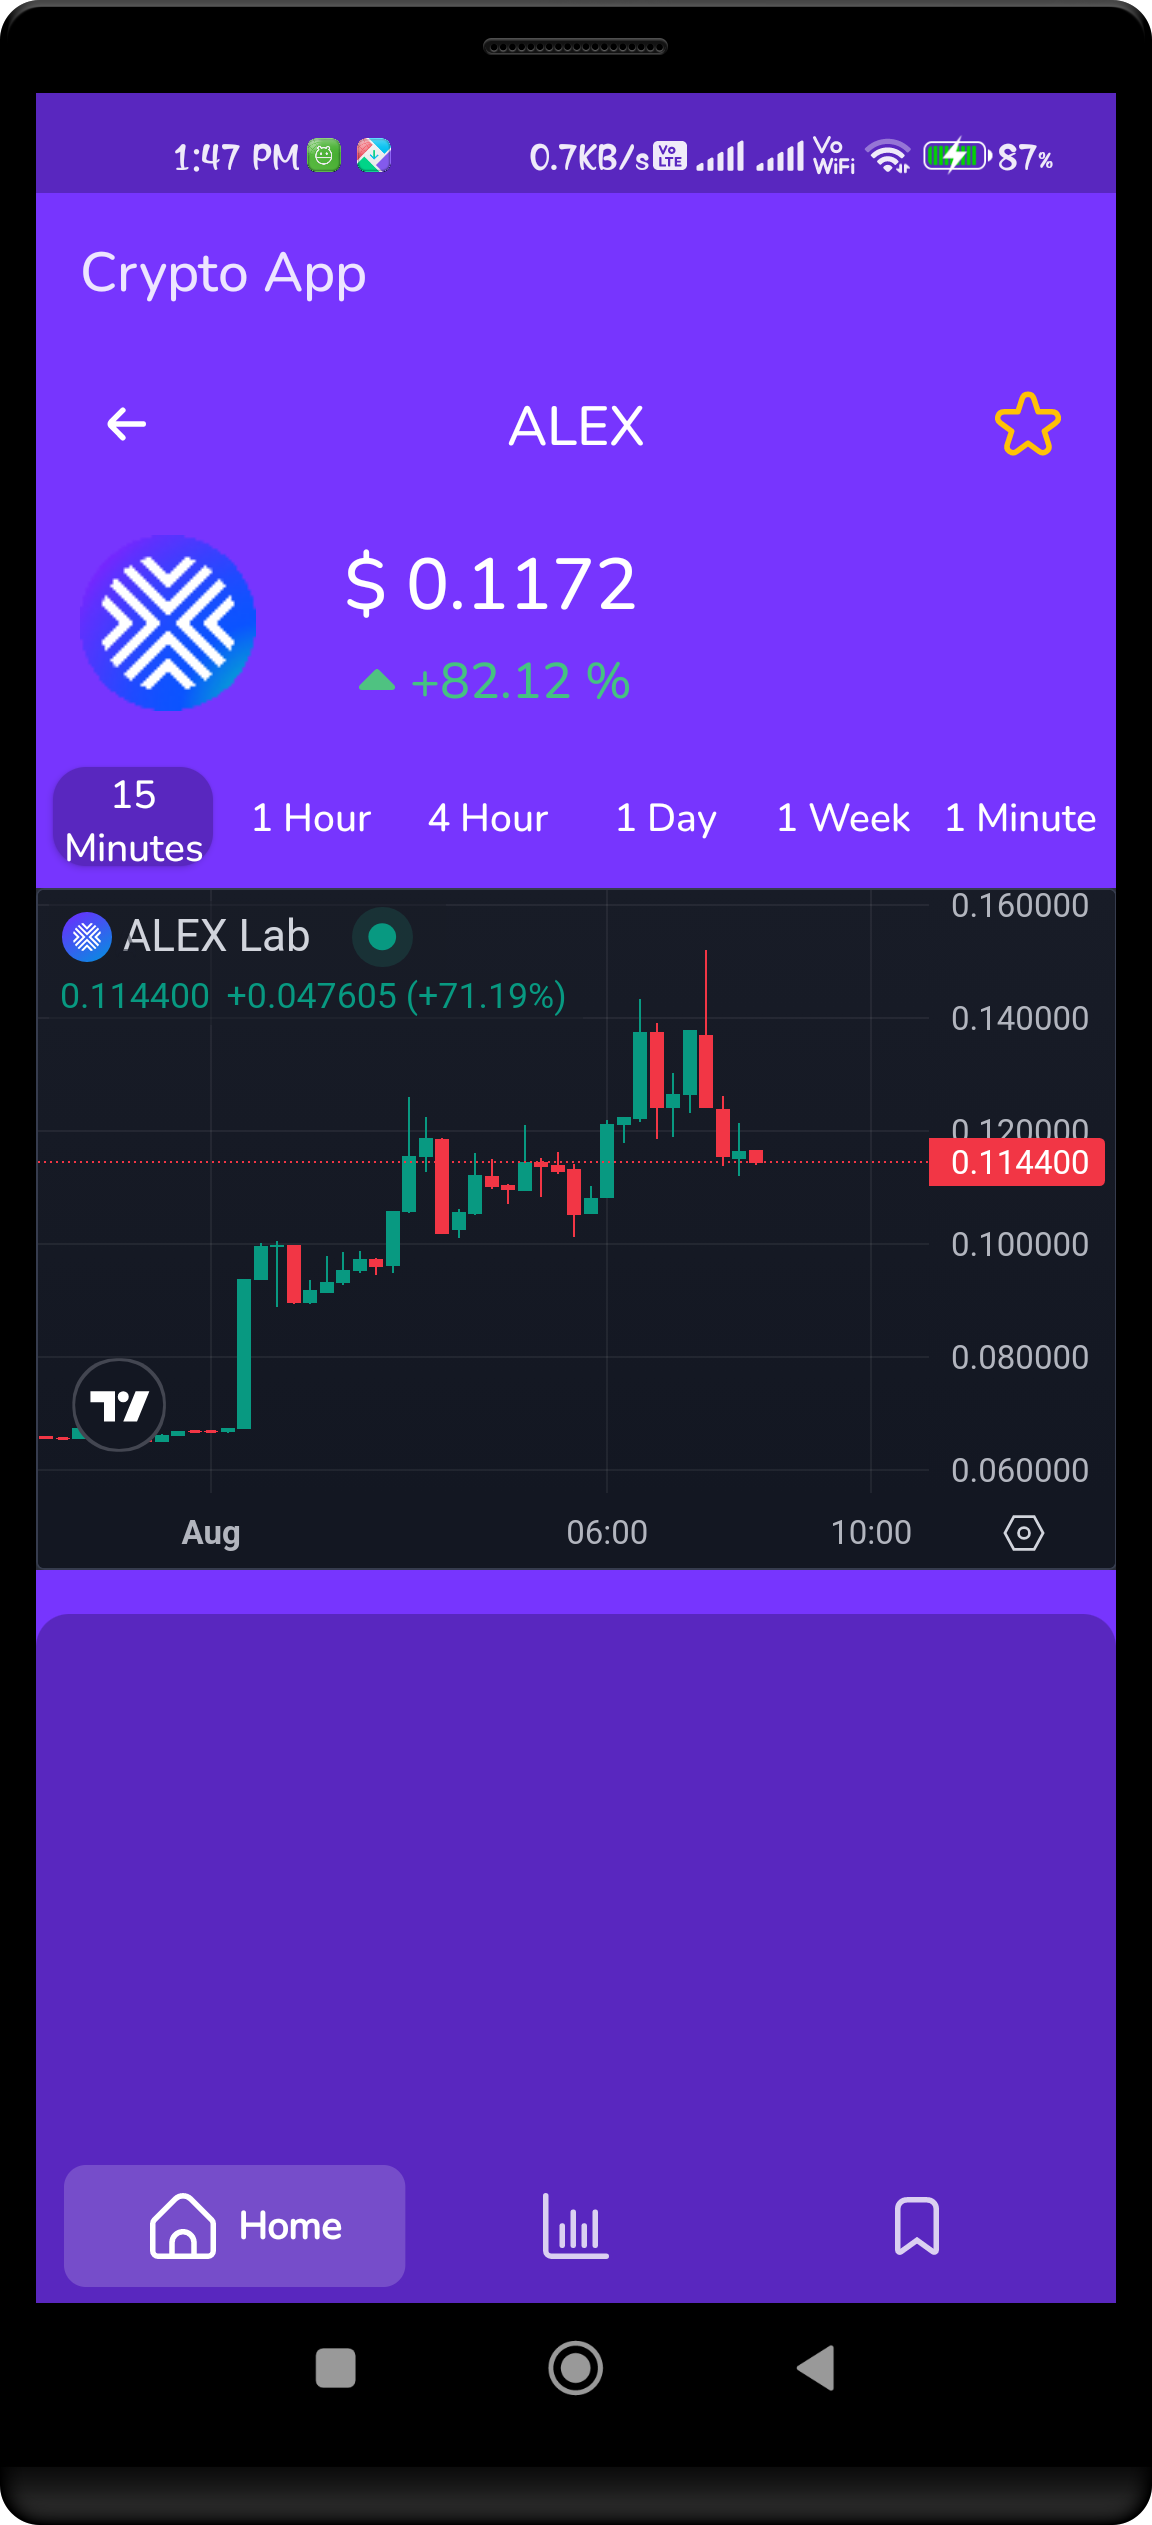 1:47 PM
0.7KB/s Vo LTE Vo WiFi 87%
Crypto App
ALEX
$ 0.1172
+82.12 %
15 Minutes
1 Hour
4 Hour
1 Day
1 Week
1 Minute
ALEX Lab
0.114400 +0.047605 (+71.19%)
0.160000
0.140000
0.120000
0.114400
0.100000
0.080000
0.060000
Aug
06:00
10:00
Home